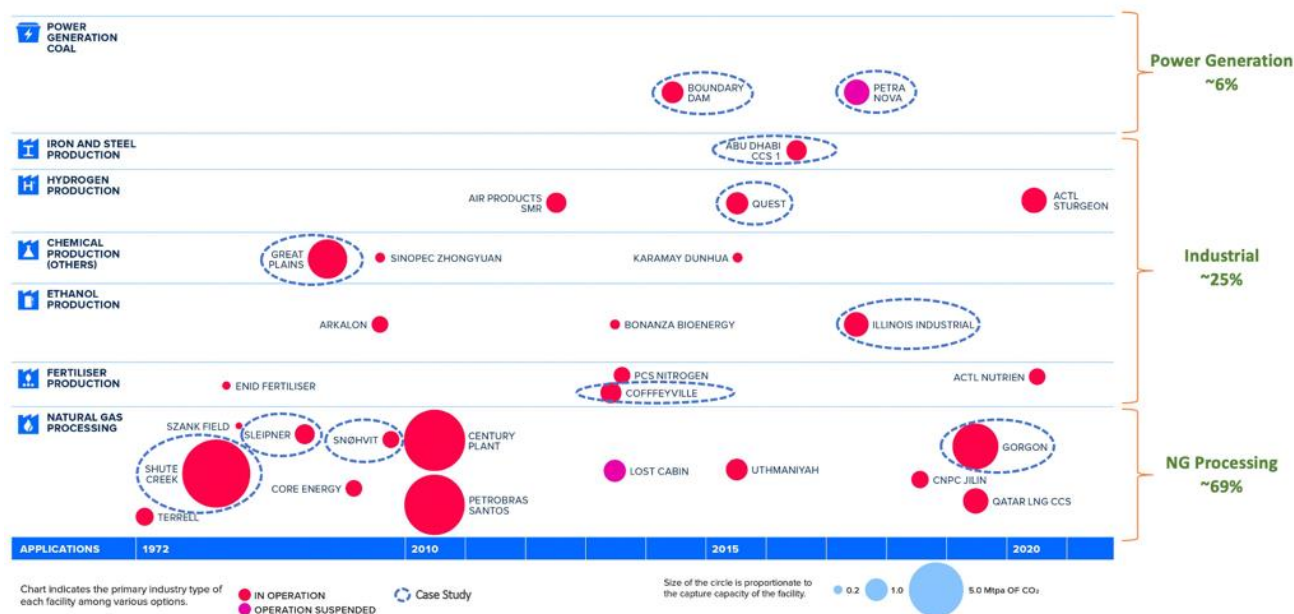 POWER
GENERATION
COAL
BOUNDARY
DAM
PETRA
NOVA
Power Generation
~6%
IRON AND STEEL
PRODUCTION
ABU DHABI
CCS 1
HYDROGEN
PRODUCTION
AIR PRODUCTS
SMR
QUEST
ACTL
STURGEON
CHEMICAL
PRODUCTION
(OTHERS)
GREAT
PLAINS
SINOPEC ZHONGYUAN
KARAMAY DUNHUA
Industrial
~25%
ETHANOL
PRODUCTION
ARKALON
BONANZA BIOENERGY
ILLINOIS INDUSTRIAL
FERTILISER
PRODUCTION
ENID FERTILISER
PCS NITROGEN
COFFFEYVILLE
ACTL NUTRIEN
NATURAL GAS
PROCESSING
SZANK FIELD
SLEIPNER
SNØHVIT
CENTURY
PLANT
GORGON
SHUTE
CREEK
CORE ENERGY
LOST CABIN
UTHMANIYAH
CNPC JILIN
NG Processing
~69%
PETROBRAS
SANTOS
QATAR LNG CCS
TERRELL
APPLICATIONS 1972 2010 2015 2020
Chart indicates the primary industry type of
each facility among various options.
IN OPERATION
OPERATION SUSPENDED
Case Study
Size of the circle is proportionate to
the capture capacity of the facility.
0.2 1.0 5.0 Mtpa OF CO₂